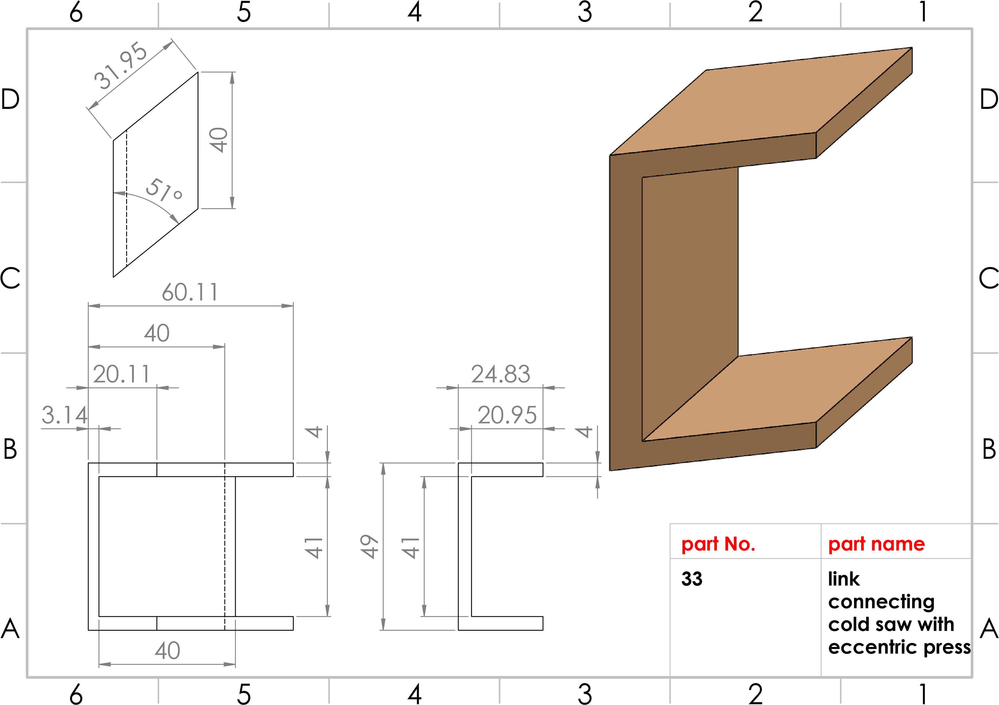 6 5 4 3 2 1
D D
31.95
40
51°
C C
60.11
40
20.11
24.83
3.14
20.95
4
4
B B
41
49
41
40
part No. part name
33 link
connecting
cold saw with
eccentric press
A A
6 5 4 3 2 1